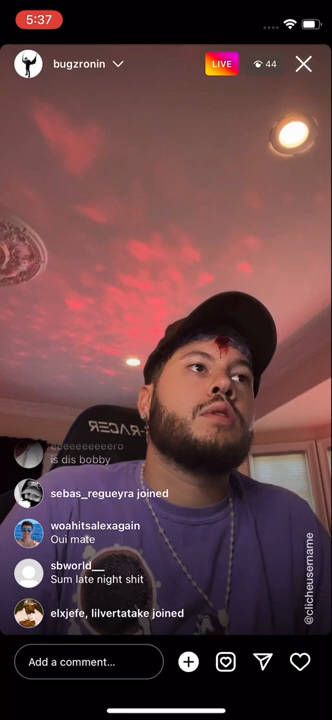 5:37
bugzronin
LIVE
44
is dis bobby
sebas_regueyra joined
woahitsalexagain
Oui mate
sbworld__
Sum late night shit
elxjefe, lilvertatake joined
@clicheusername
Add a comment...